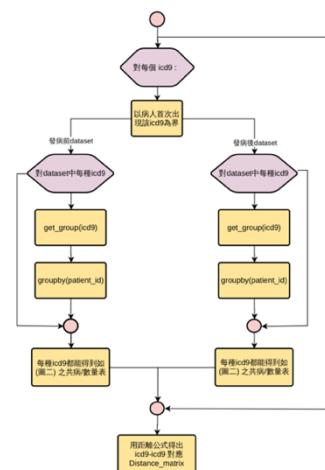 對每個 icd9 :
以病人首次出
現該icd9為界
發病前dataset
發病後dataset
對dataset中每種icd9
對dataset中每種icd9
get_group(icd9)
get_group(icd9)
groupby(patient_id)
groupby(patient_id)
每種icd9都能得到如
(圖二) 之共病/數量表
每種icd9都能得到如
(圖二) 之共病/數量表
用距離公式得出
icd9-icd9 對應
Distance_matrix